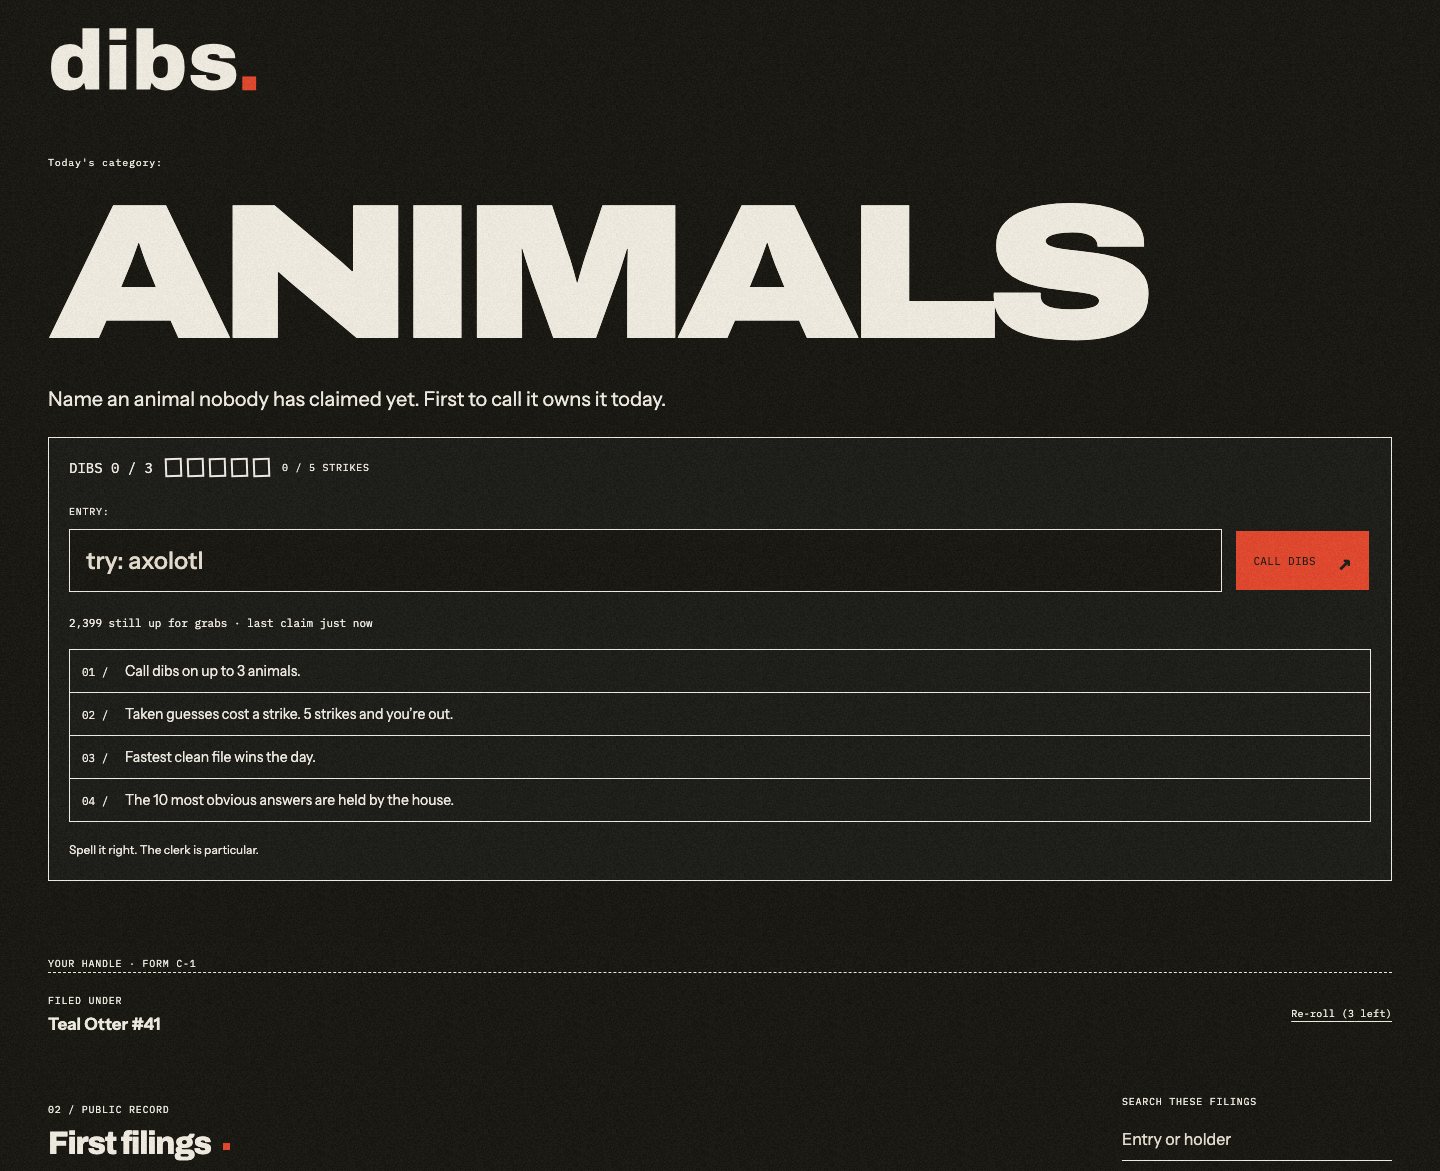 dibs.
Today's category:
ANIMALS
Name an animal nobody has claimed yet. First to call it owns it today.
DIBS 0 / 3 0 / 5 STRIKES
ENTRY:
try: axolotl
CALL DIBS ↗
2,399 still up for grabs · last claim just now
01 / Call dibs on up to 3 animals.
02 / Taken guesses cost a strike. 5 strikes and you’re out.
03 / Fastest clean file wins the day.
04 / The 10 most obvious answers are held by the house.
Spell it right. The clerk is particular.
YOUR HANDLE · FORM C-1
FILED UNDER
Teal Otter #41
Re-roll (3 left)
02 / PUBLIC RECORD
First filings
SEARCH THESE FILINGS
Entry or holder